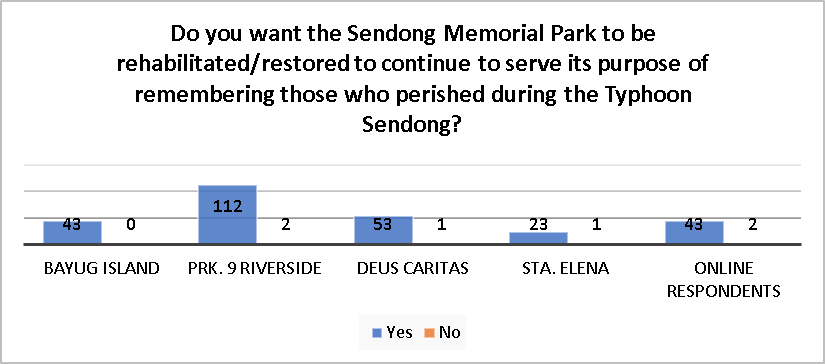 Do you want the Sendong Memorial Park to be
rehabilitated/restored to continue to serve its purpose of
remembering those who perished during the Typhoon
Sendong?
43 0 112 2 53 1 23 1 43 2
BAYUG ISLAND PRK. 9 RIVERSIDE DEUS CARITAS STA. ELENA ONLINE
RESPONDENTS
Yes No